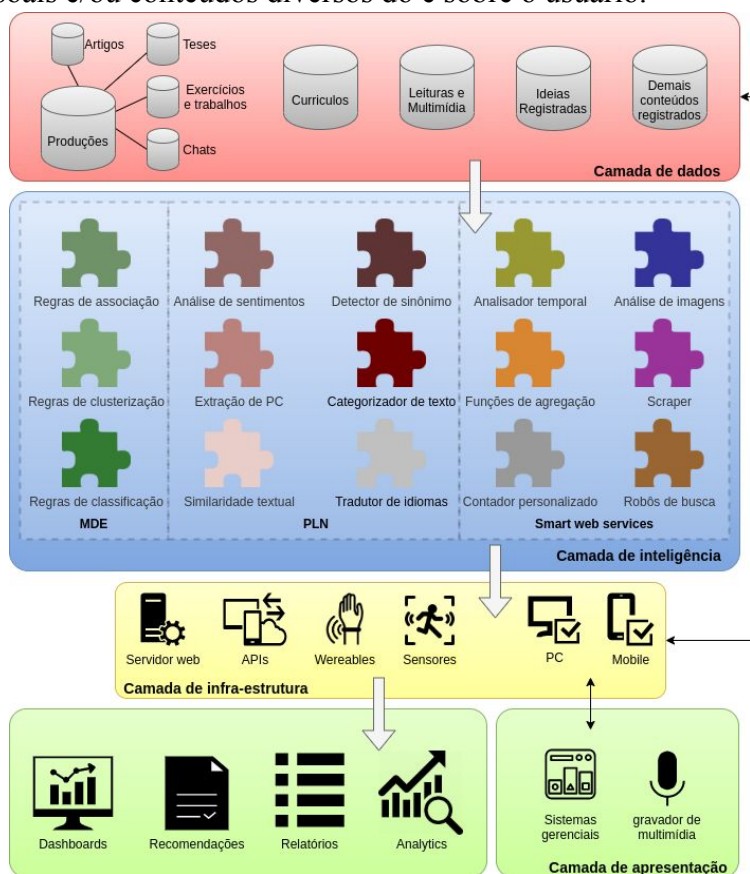 soais e/ou conteúdos diversos do e sobre o usuário.
Artigos
Teses
Exercícios
e trabalhos
Chats
Produções
Curriculos
Leituras e
Multimídia
Ideias
Registradas
Demais
conteúdos
registrados
Camada de dados
Regras de associação
Análise de sentimentos
Detector de sinônimo
Analisador temporal
Análise de imagens
Regras de clusterização
Extração de PC
Categorizador de texto
Funções de agregação
Scraper
Regras de classificação
Similaridade textual
Tradutor de idiomas
Contador personalizado
Robôs de busca
MDE
PLN
Smart web services
Camada de inteligência
Servidor web
APIs
Wereables
Sensores
PC
Mobile
Camada de infra-estrutura
Dashboards
Recomendações
Relatórios
Analytics
Sistemas
gerenciais
gravador de
multimídia
Camada de apresentação